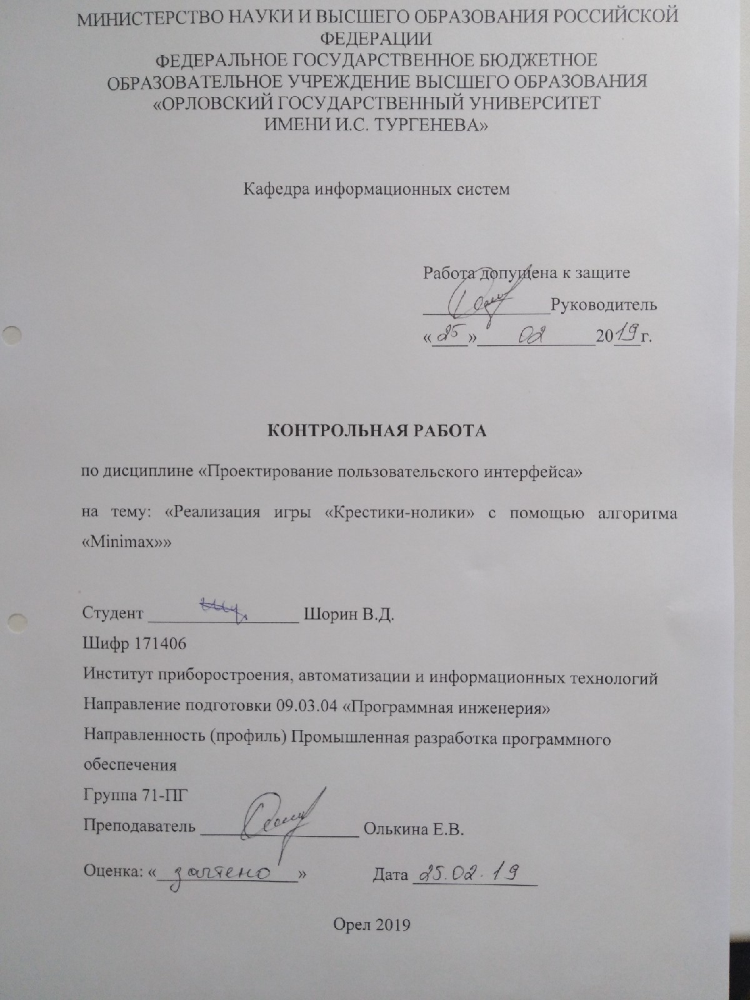 МИНИСТЕРСТВО НАУКИ И ВЫСШЕГО ОБРАЗОВАНИЯ РОССИЙСКОЙ
ФЕДЕРАЦИИ
ФЕДЕРАЛЬНОЕ ГОСУДАРСТВЕННОЕ БЮДЖЕТНОЕ
ОБРАЗОВАТЕЛЬНОЕ УЧРЕЖДЕНИЕ ВЫСШЕГО ОБРАЗОВАНИЯ
«ОРЛОВСКИЙ ГОСУДАРСТВЕННЫЙ УНИВЕРСИТЕТ
ИМЕНИ И.С. ТУРГЕНЕВА»
Кафедра информационных систем
Работа допущена к защите
Руководитель
«25» 02 2019г.
КОНТРОЛЬНАЯ РАБОТА
по дисциплине «Проектирование пользовательского интерфейса»
на тему: «Реализация игры «Крестики-нолики» с помощью алгоритма
«Minimax»»
Студент Шорин В.Д.
Шифр 171406
Институт приборостроения, автоматизации и информационных технологий
Направление подготовки 09.03.04 «Программная инженерия»
Направленность (профиль) Промышленная разработка программного
обеспечения
Группа 71-ПГ
Преподаватель Олькина Е.В.
Оценка: «зачтено» Дата 25.02.19
Орел 2019